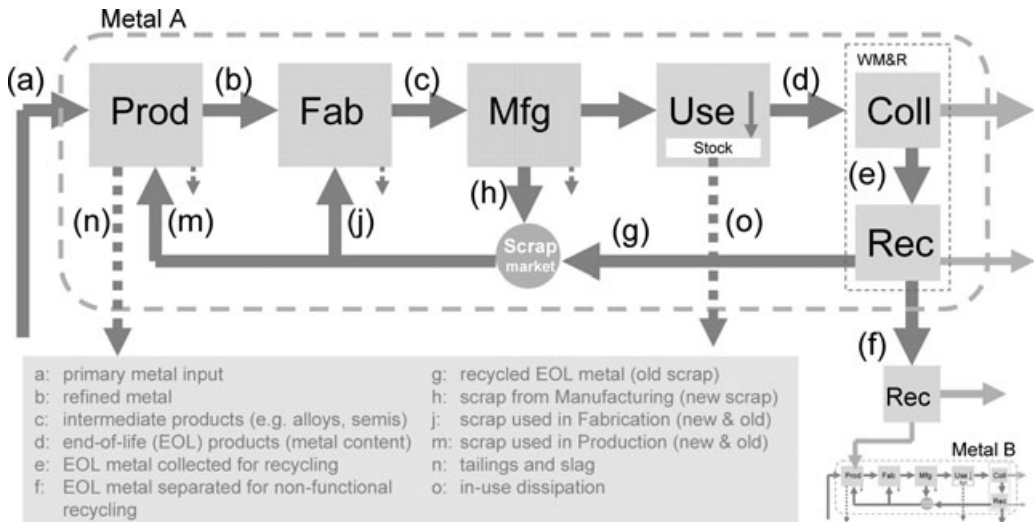 Metal A
(a)
(b)
(c)
(d)
WM&R
Prod
Fab
Mfg
Use
Stock
Coll
(e)
(n)
(m)
(j)
(h)
(g)
(o)
Scrap
market
Rec
(f)
Rec
a: primary metal input
b: refined metal
c: intermediate products (e.g. alloys, semis)
d: end-of-life (EOL) products (metal content)
e: EOL metal collected for recycling
f: EOL metal separated for non-functional
recycling
g: recycled EOL metal (old scrap)
h: scrap from Manufacturing (new scrap)
j: scrap used in Fabrication (new & old)
m: scrap used in Production (new & old)
n: tailings and slag
o: in-use dissipation
Metal B
Prod
Fab
Mfg
Use
Coll
Rec